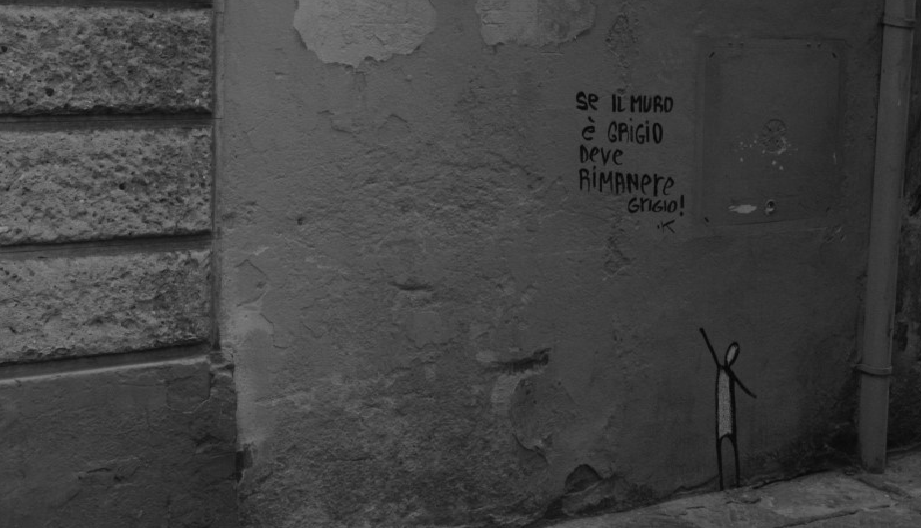 Se IL MURO
è GRIGIO
Deve
RiMANere
GRIGIO!
.K